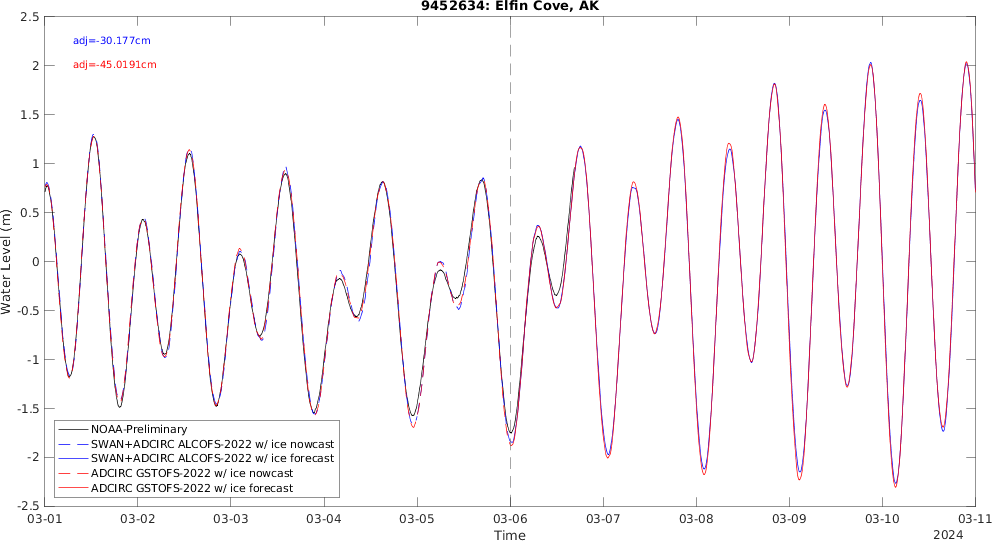 9452634: Elfin Cove, AK
adj=-30.177cm
adj=-45.0191cm
Water Level (m)
2.5
2
1.5
1
0.5
0
-0.5
-1
-1.5
-2
-2.5
NOAA-Preliminary
SWAN+ADCIRC ALCOFS-2022 w/ ice nowcast
SWAN+ADCIRC ALCOFS-2022 w/ ice forecast
ADCIRC GSTOFS-2022 w/ ice nowcast
ADCIRC GSTOFS-2022 w/ ice forecast
03-01 03-02 03-03 03-04 03-05 03-06 03-07 03-08 03-09 03-10 03-11
Time
2024